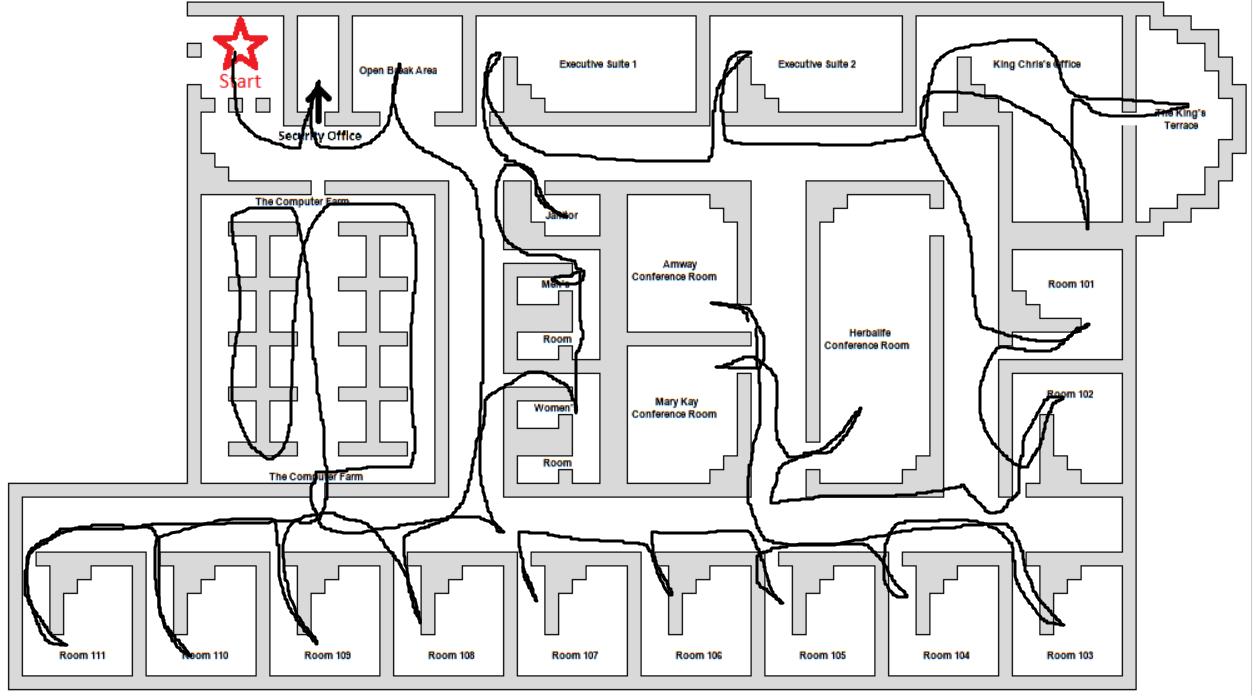 Start
Open Break Area
Executive Suite 1
Executive Suite 2
King Chris's Office
The King's
Terrace
Security Office
The Computer Farm
Janitor
Amway
Conference Room
Men's
Room
Room 101
Herbalife
Conference Room
Mary Kay
Conference Room
Women's
Room
Room 102
The Computer Farm
Room 111
Room 110
Room 109
Room 108
Room 107
Room 106
Room 105
Room 104
Room 103